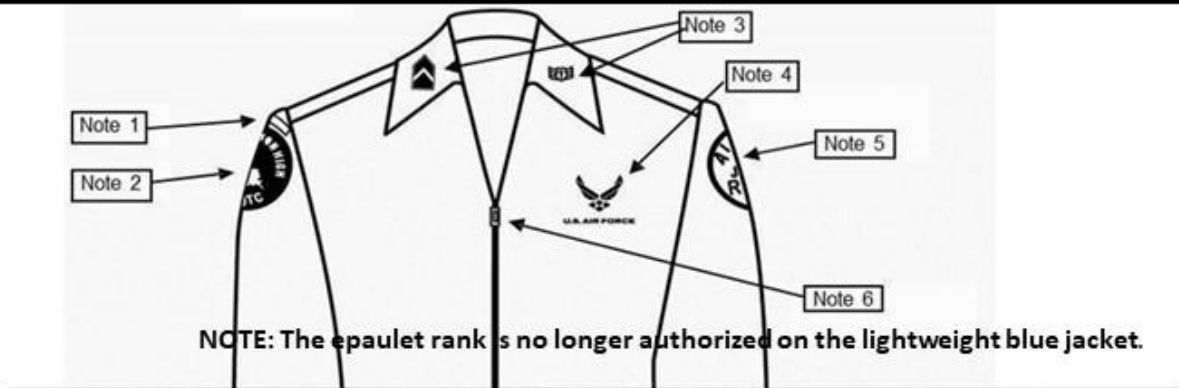 Note 3
Note 4
Note 1
Note 5
Note 2
U.S. AIR FORCE
Note 6
NOTE: The epaulet rank is no longer authorized on the lightweight blue jacket.